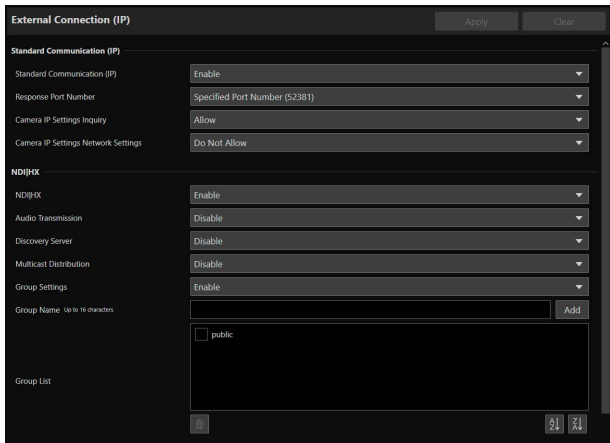 External Connection (IP)
Apply
Clear
Standard Communication (IP)
Standard Communication (IP)
Enable
Response Port Number
Specified Port Number (52381)
Camera IP Settings Inquiry
Allow
Camera IP Settings Network Settings
Do Not Allow
NDI|HX
NDI|HX
Enable
Audio Transmission
Disable
Discovery Server
Disable
Multicast Distribution
Disable
Group Settings
Enable
Group Name Up to 16 characters
Add
public
Group List
A Z
Z A